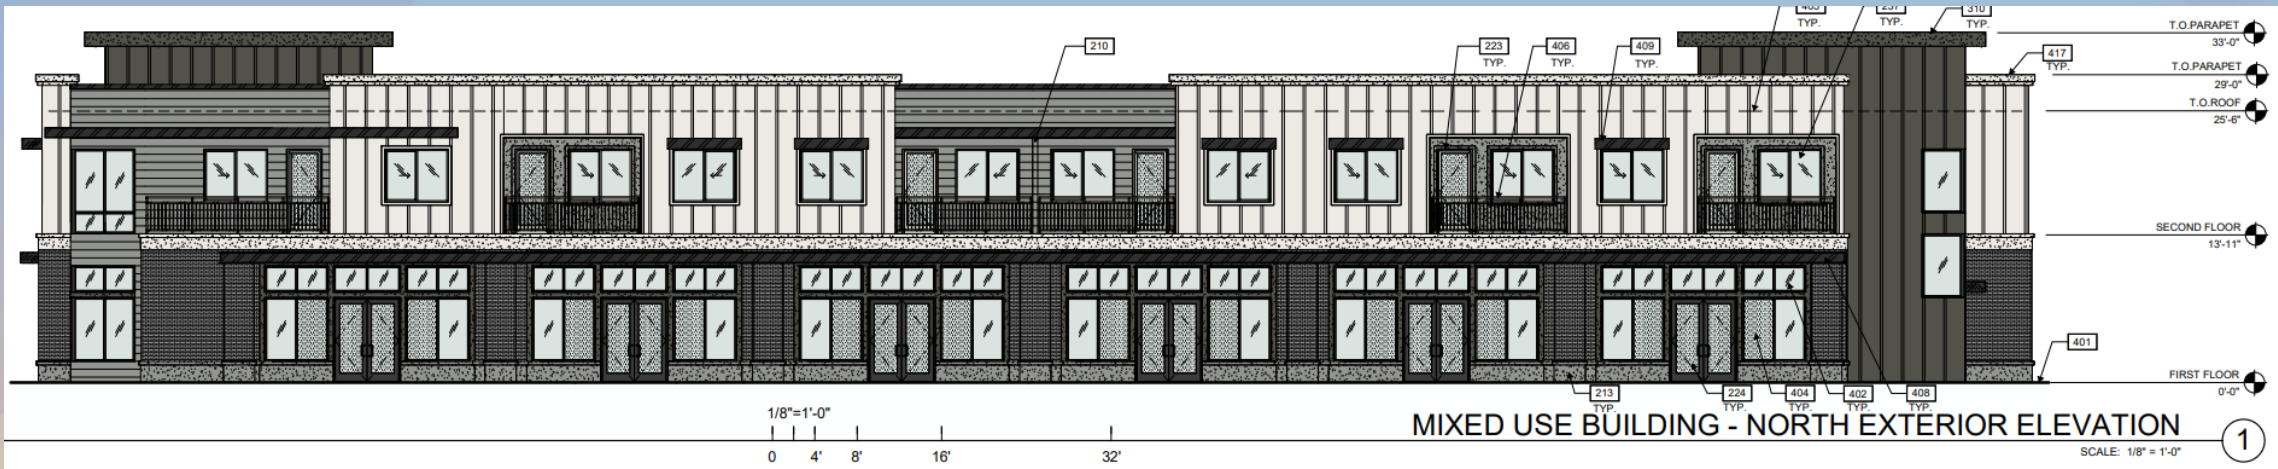 403
TYP.
237
TYP.
310
T.O.PARAPET
33'-0"
210
223
TYP.
406
TYP.
409
TYP.
417
TYP.
T.O.PARAPET
29'-0"
T.O.ROOF
25'-6"
SECOND FLOOR
13'-11"
401
FIRST FLOOR
0'-0"
213
TYP.
224
TYP.
404
TYP.
402
TYP.
408
TYP.
1/8"=1'-0"
0 4' 8' 16' 32'
MIXED USE BUILDING - NORTH EXTERIOR ELEVATION
1
SCALE: 1/8" = 1'-0"